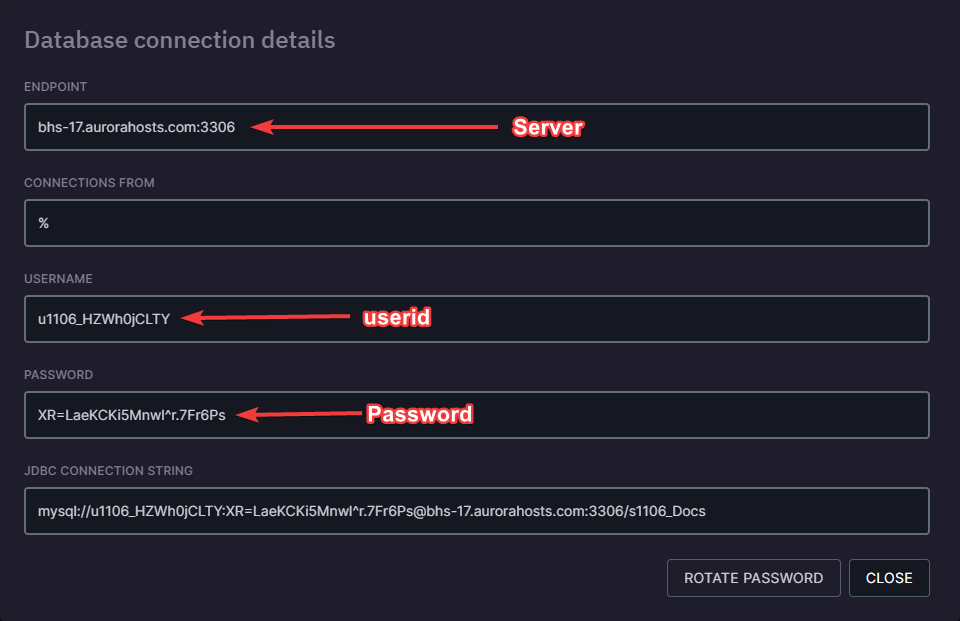 Database connection details
ENDPOINT
bhs-17.aurorahosts.com:3306 Server
CONNECTIONS FROM
%
USERNAME
u1106_HZWh0jCLTY userid
PASSWORD
XR=LaeKCKi5Mnwl^r.7Fr6Ps Password
JDBC CONNECTION STRING
mysql://u1106_HZWh0jCLTY:XR=LaeKCKi5Mnwl^r.7Fr6Ps@bhs-17.aurorahosts.com:3306/s1106_Docs
ROTATE PASSWORD CLOSE